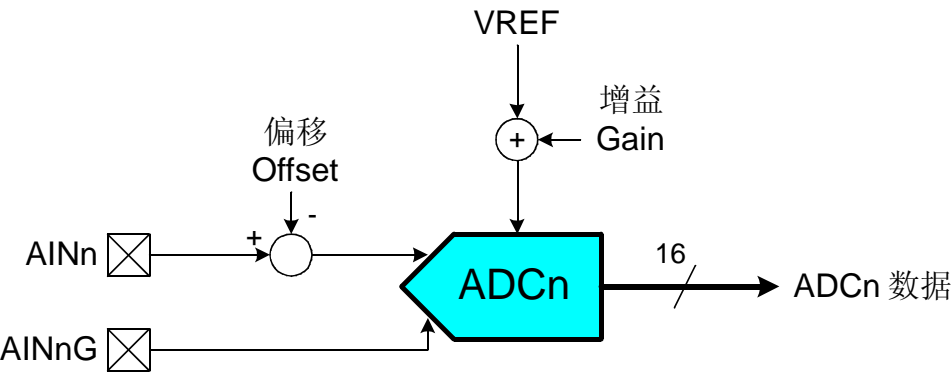 VREF
增益
Gain
+
偏移
Offset
-
+
AINn
ADCn
16
ADCn 数据
AINnG